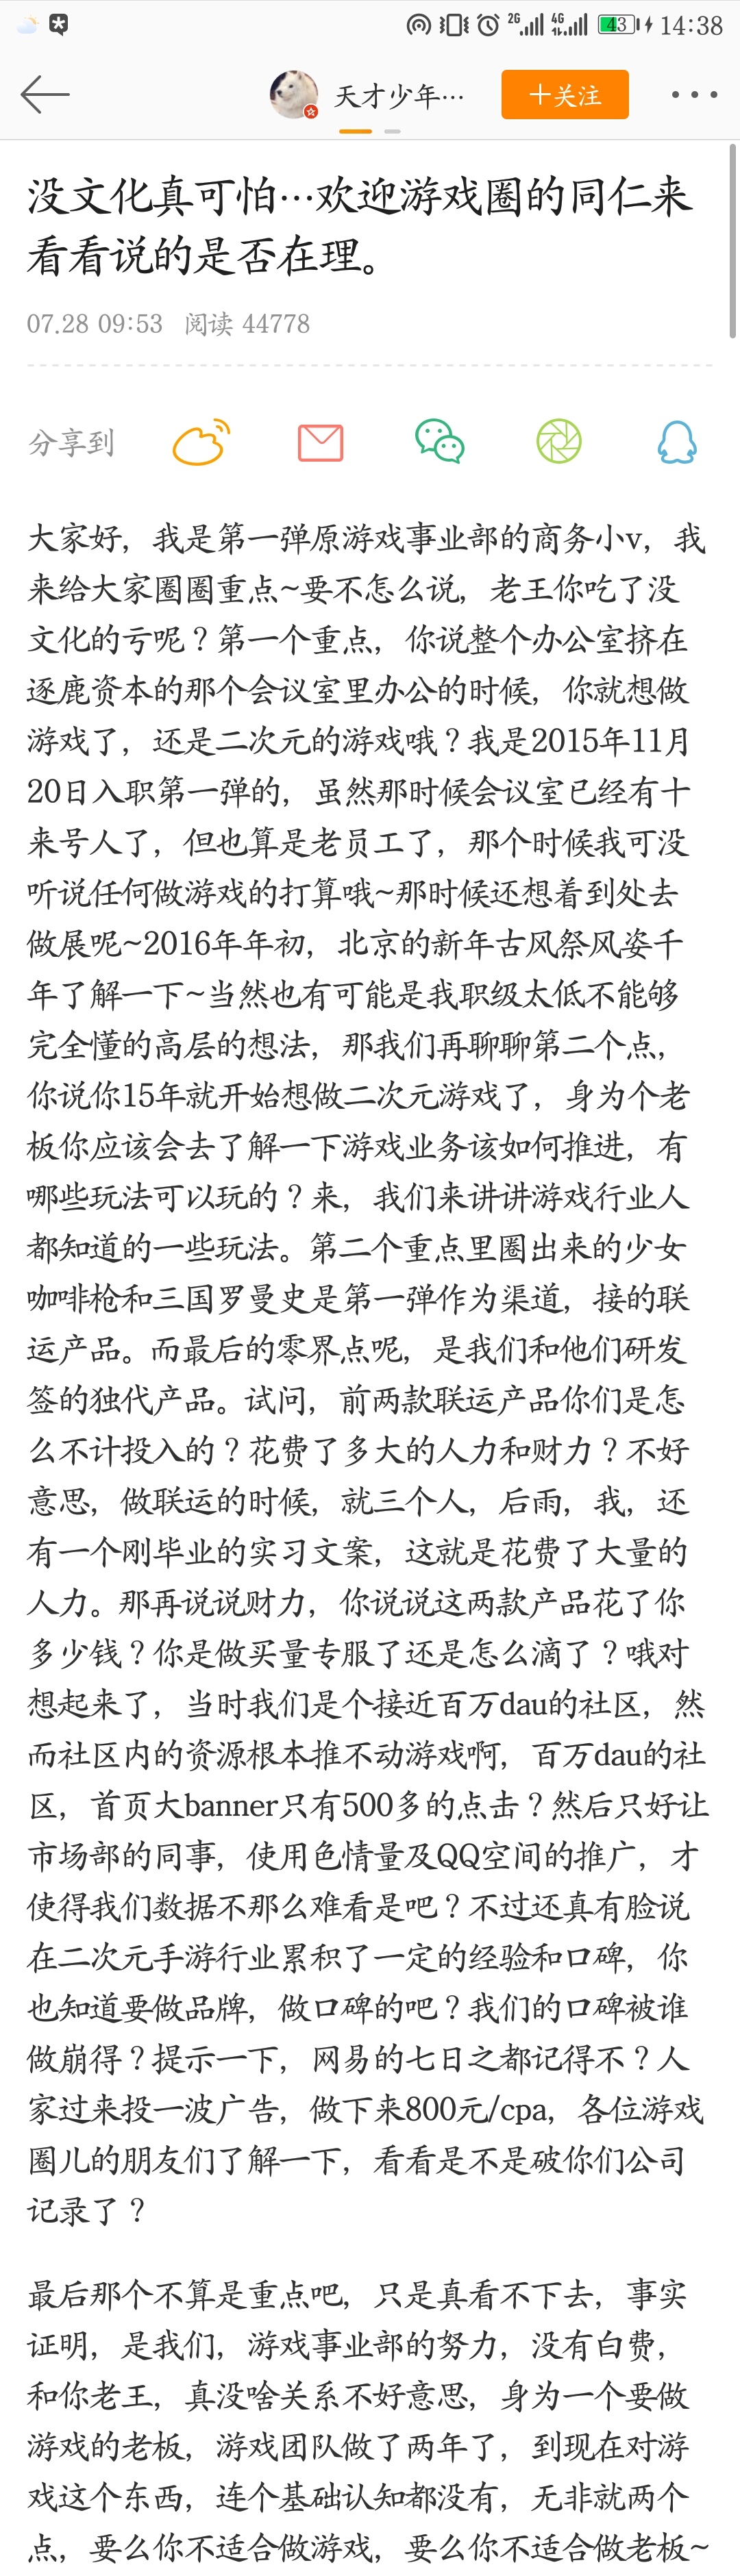 2G 4G 43 14:38
天才少年… 十关注
没文化真可怕…欢迎游戏圈的同仁来
看看说的是否在理。
07.28 09:53 阅读 44778
分享到
大家好，我是第一弹原游戏事业部的商务小v，我
来给大家圈圈重点~要不怎么说，老王你吃了没
文化的亏呢？第一个重点，你说整个办公室挤在
逐鹿资本的那个会议室里办公的时候，你就想做
游戏了，还是二次元的游戏哦？我是2015年11月
20日入职第一弹的，虽然那时候会议室已经有十
来号人了，但也算是老员工了，那个时候我可没
听说任何做游戏的打算哦~那时候还想着到处去
做展呢~2016年年初，北京的新年古风祭风姿千
年了解一下~当然也有可能是我职级太低不能够
完全懂的高层的想法，那我们再聊聊第二个点，
你说你15年就开始想做二次元游戏了，身为个老
板你应该会去了解一下游戏业务该如何推进，有
哪些玩法可以玩的？来，我们来讲讲游戏行业人
都知道的一些玩法。第二个重点里圈出来的少女
咖啡枪和三国罗曼史是第一弹作为渠道，接的联
运产品。而最后的零界点呢，是我们和他们研发
签的独代产品。试问，前两款联运产品你们是怎
么不计投入的？花费了多大的人力和财力？不好
意思，做联运的时候，就三个人，后雨，我，还
有一个刚毕业的实习文案，这就是花费了大量的
人力。那再说说财力，你说说这两款产品花了你
多少钱？你是做买量专服了还是怎么滴了？哦对
想起来了，当时我们是个接近百万dau的社区，然
而社区内的资源根本推不动游戏啊，百万dau的社
区，首页大banner只有500多的点击？然后只好让
市场部的同事，使用色情量及QQ空间的推广，才
使得我们数据不那么难看是吧？不过还真有脸说
在二次元手游行业累积了一定的经验和口碑，你
也知道要做品牌，做口碑的吧？我们的口碑被谁
做崩得？提示一下，网易的七日之都记得不？人
家过来投一波广告，做下来800元/cpa，各位游戏
圈儿的朋友们了解一下，看看是不是破你们公司
记录了？
最后那个不算是重点吧，只是真看不下去，事实
证明，是我们，游戏事业部的努力，没有白费，
和你老王，真没啥关系不好意思，身为一个要做
游戏的老板，游戏团队做了两年了，到现在对游
戏这个东西，连个基础认知都没有，无非就两个
点，要么你不适合做游戏，要么你不适合做老板~